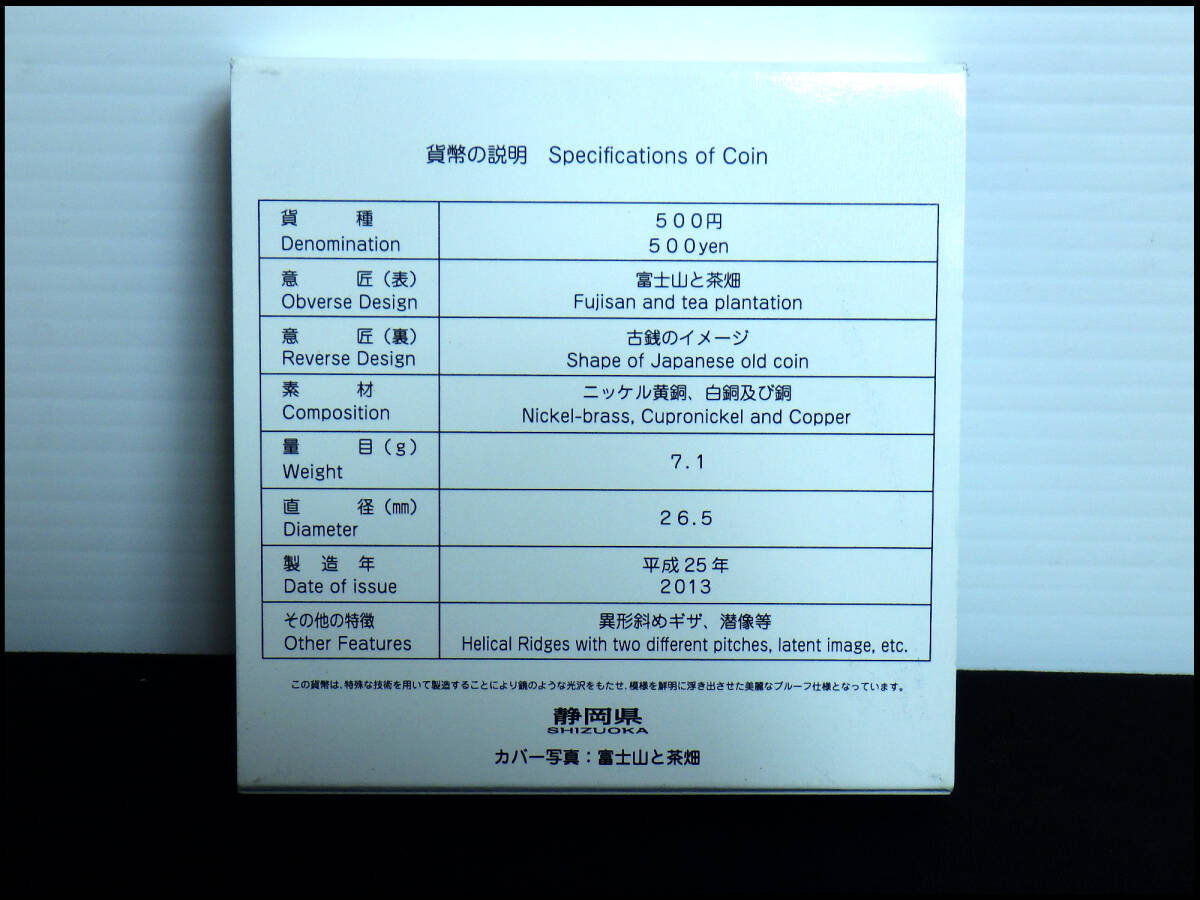 貨幣の説明 Specifications of Coin
貨種 500円
Denomination 500yen
意匠(表) 富士山と茶畑
Obverse Design Fujisan and tea plantation
意匠(裏) 古銭のイメージ
Reverse Design Shape of Japanese old coin
素材 ニッケル黄銅、白銅及び銅
Composition Nickel-brass, Cupronickel and Copper
量目(g) 7.1
Weight
直径(㎜) 26.5
Diameter
製造年 平成25年
Date of issue 2013
その他の特徴 異形斜めギザ、潜像等
Other Features Helical Ridges with two different pitches, latent image, etc.
この貨幣は、特殊な技術を用いて製造することにより鏡のような光沢をもたせ、模様を鮮明に浮き出させた美麗なプルーフ仕様となっています。
静岡県
SHIZUOKA
カバー写真:富士山と茶畑